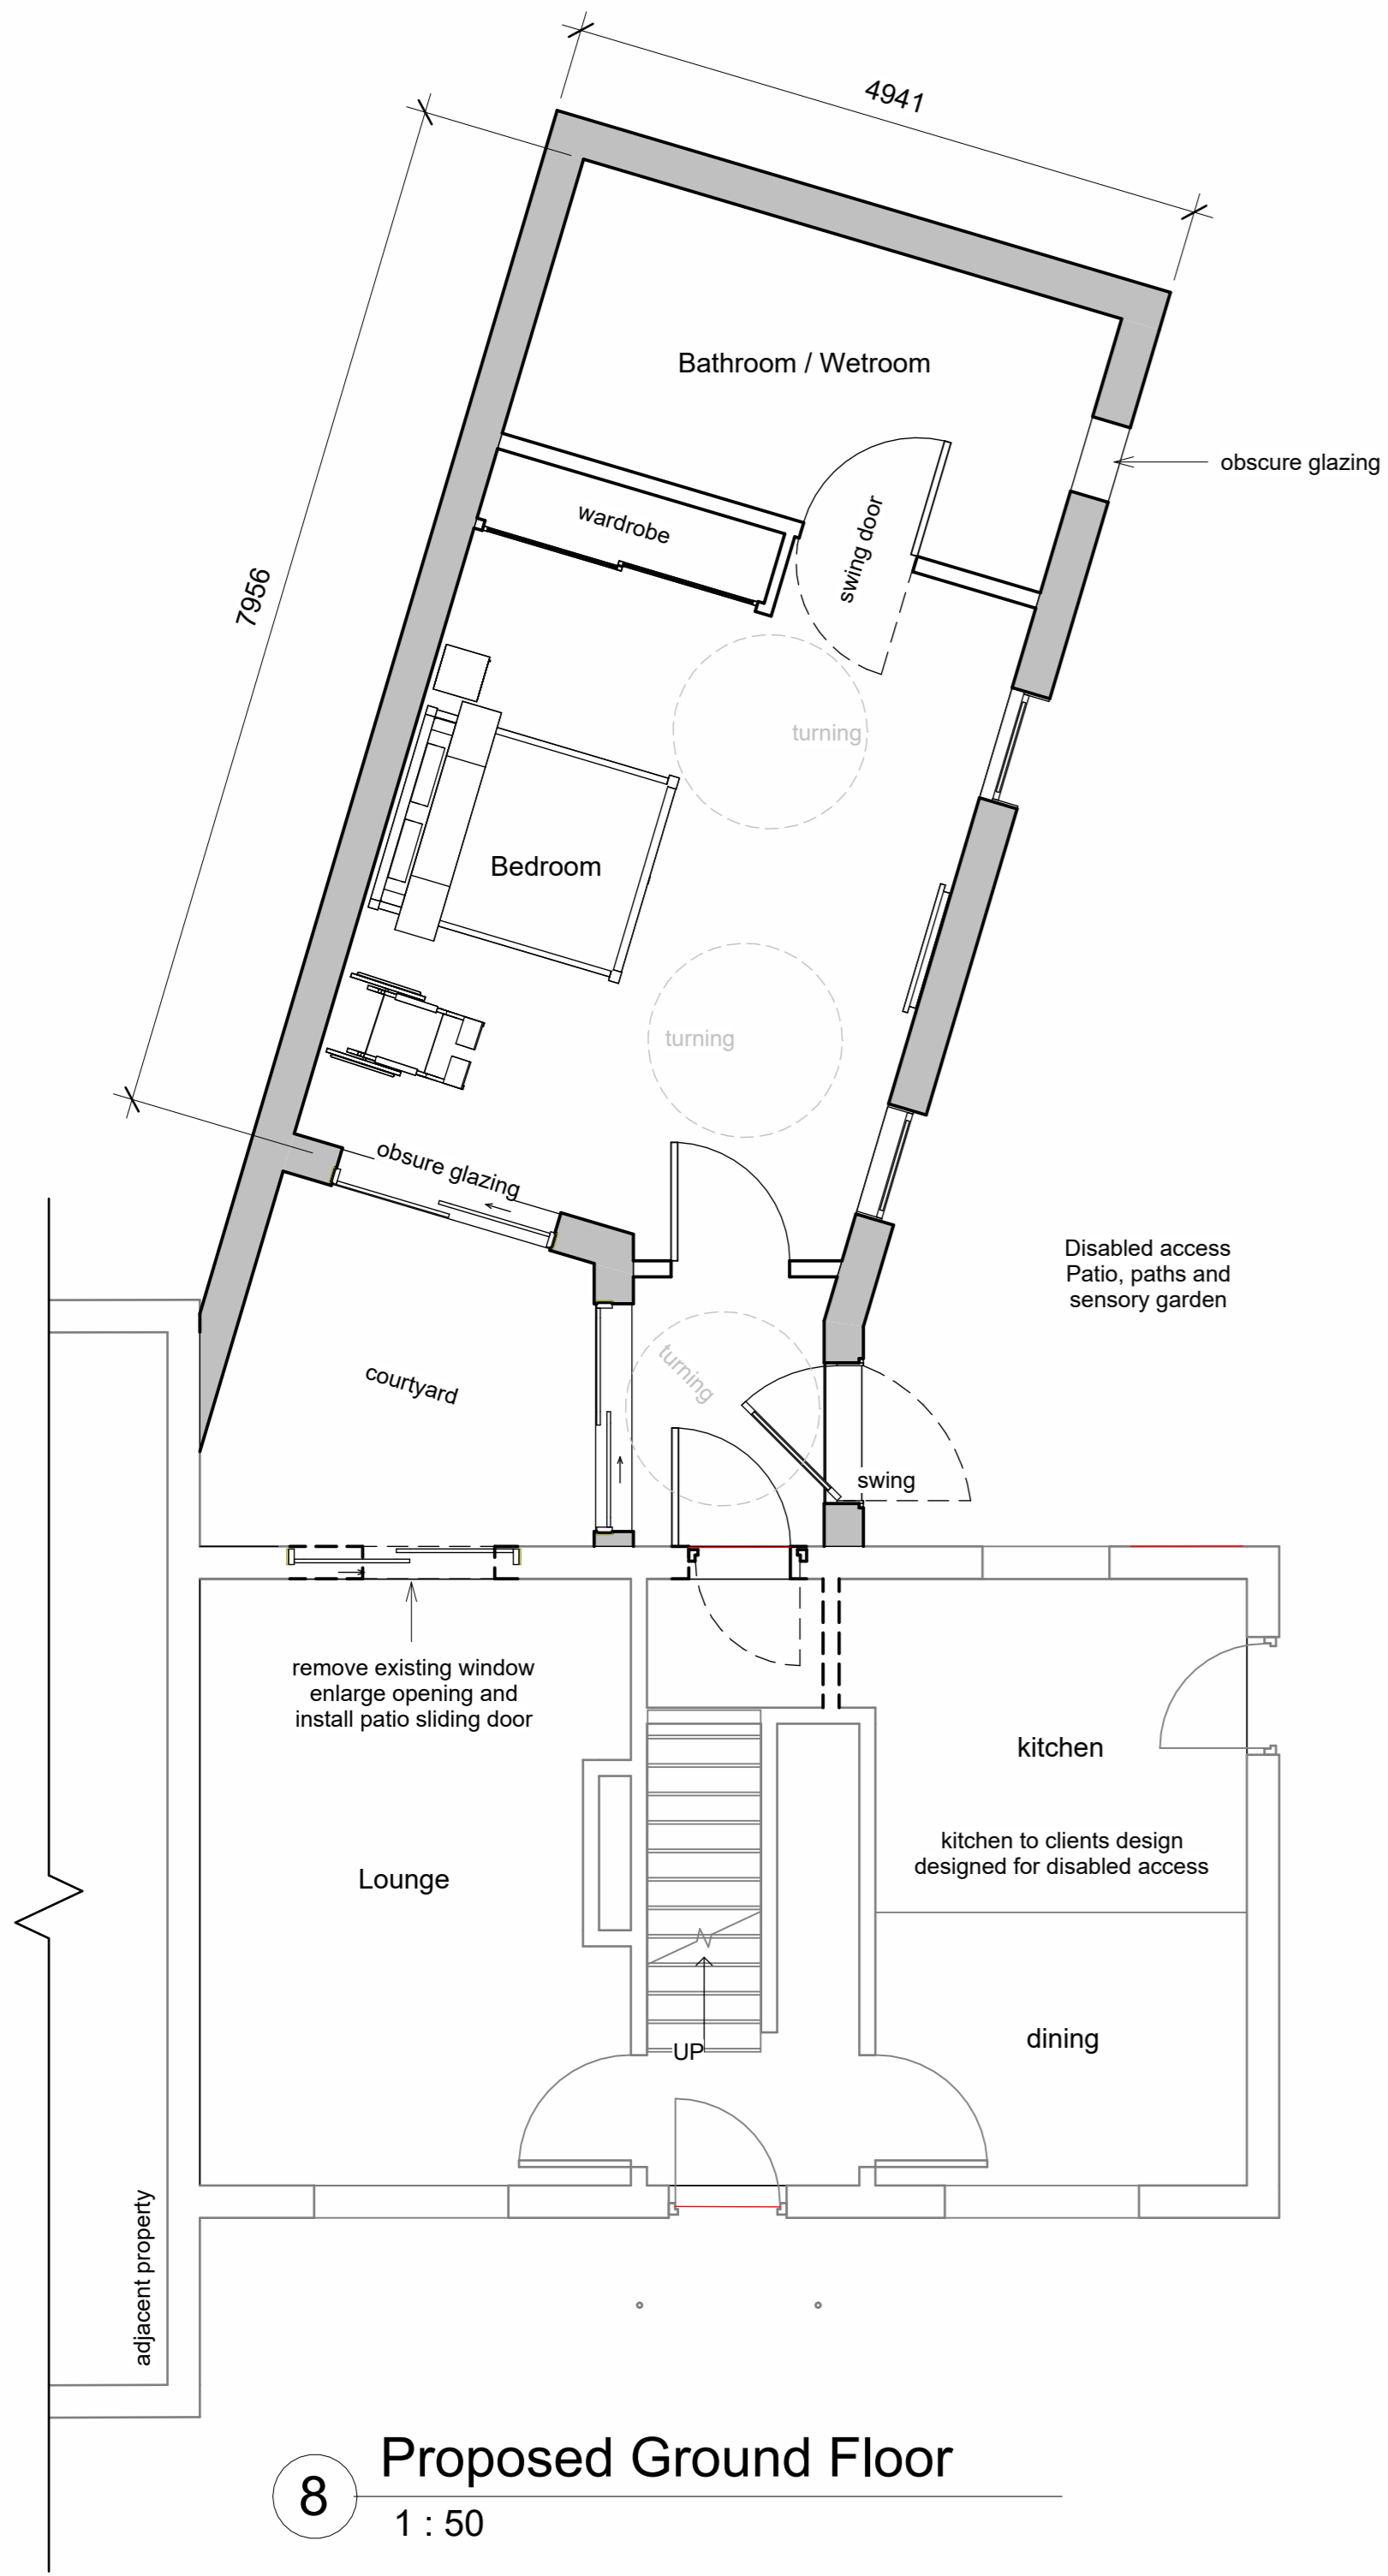 4941
7956
Bathroom / Wetroom
obscure glazing
wardrobe
swing door
turning
Bedroom
turning
obsure glazing
Disabled access
Patio, paths and
sensory garden
turning
courtyard
swing
remove existing window
enlarge opening and
install patio sliding door
kitchen
kitchen to clients design
designed for disabled access
Lounge
dining
UP
adjacent property
8
Proposed Ground Floor
1 : 50